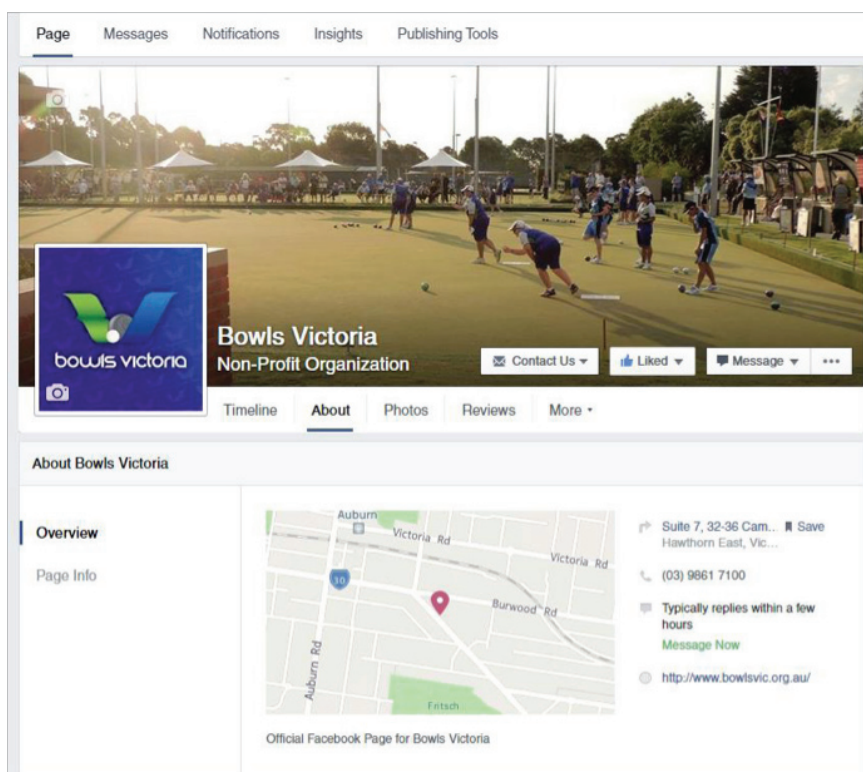 Page Messages Notifications Insights Publishing Tools
bowls victoria
Bowls Victoria
Non-Profit Organization
Contact Us Liked Message
Timeline About Photos Reviews More
About Bowls Victoria
Overview
Page Info
Auburn
Victoria Rd
Victoria Rd
10
Burwood Rd
Auburn Rd
Fritsch
Suite 7, 32-36 Cam... Save
Hawthorn East, Vic...
(03) 9861 7100
Typically replies within a few
hours
Message Now
http://www.bowlsvic.org.au/
Official Facebook Page for Bowls Victoria